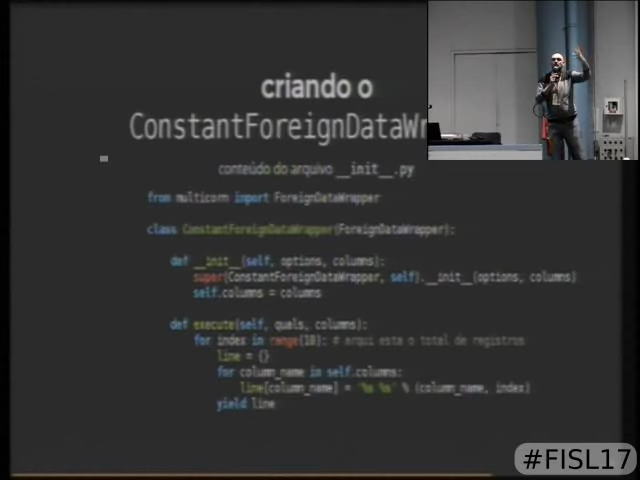 criando o
ConstantForeignDataWr
conteúdo do arquivo __init__.py
from multicorn import ForeignDataWrapper
class ConstantForeignDataWrapper(ForeignDataWrapper):
def __init__(self, options, columns):
super(ConstantForeignDataWrapper, self).__init__(options, columns)
self.columns = columns
def execute(self, quals, columns):
for index in range(10): # arqui esta o total de registros
line = {}
for column_name in self.columns:
line[column_name] = '%s %s' % (column_name, index)
yield line
#FISL17